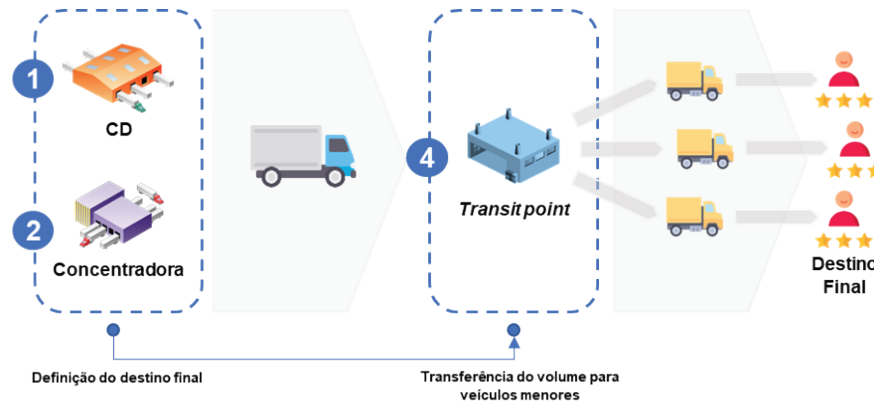 1
CD
2
Concentradora
4
Transit point
Destino
Final
Definição do destino final
Transferência do volume para
veículos menores